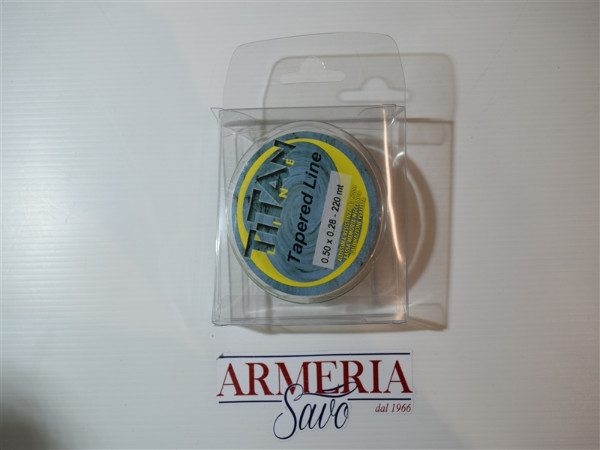 TITAN
LINE
Tapered Line
0.50 x 0.28 - 220 mt
ARMERIA
Savo
dal 1966